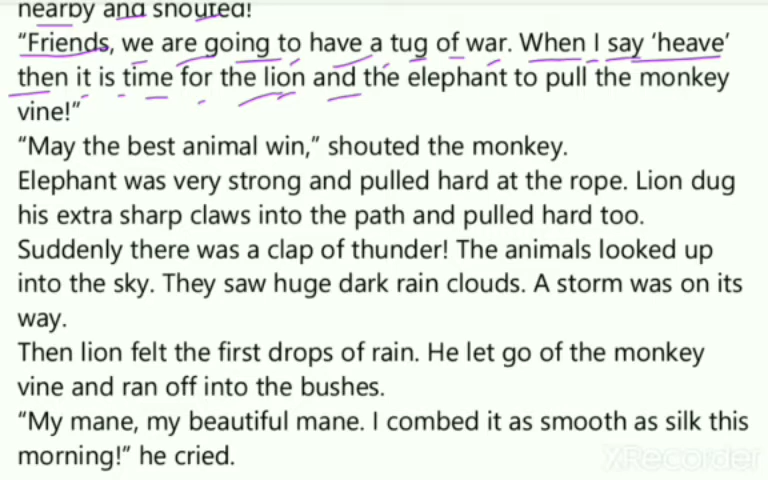 nearby and shouted!
“Friends, we are going to have a tug of war. When I say ‘heave’
then it is time for the lion and the elephant to pull the monkey
vine!”
“May the best animal win,” shouted the monkey.
Elephant was very strong and pulled hard at the rope. Lion dug
his extra sharp claws into the path and pulled hard too.
Suddenly there was a clap of thunder! The animals looked up
into the sky. They saw huge dark rain clouds. A storm was on its
way.
Then lion felt the first drops of rain. He let go of the monkey
vine and ran off into the bushes.
“My mane, my beautiful mane. I combed it as smooth as silk this
morning!” he cried.
XRecorder